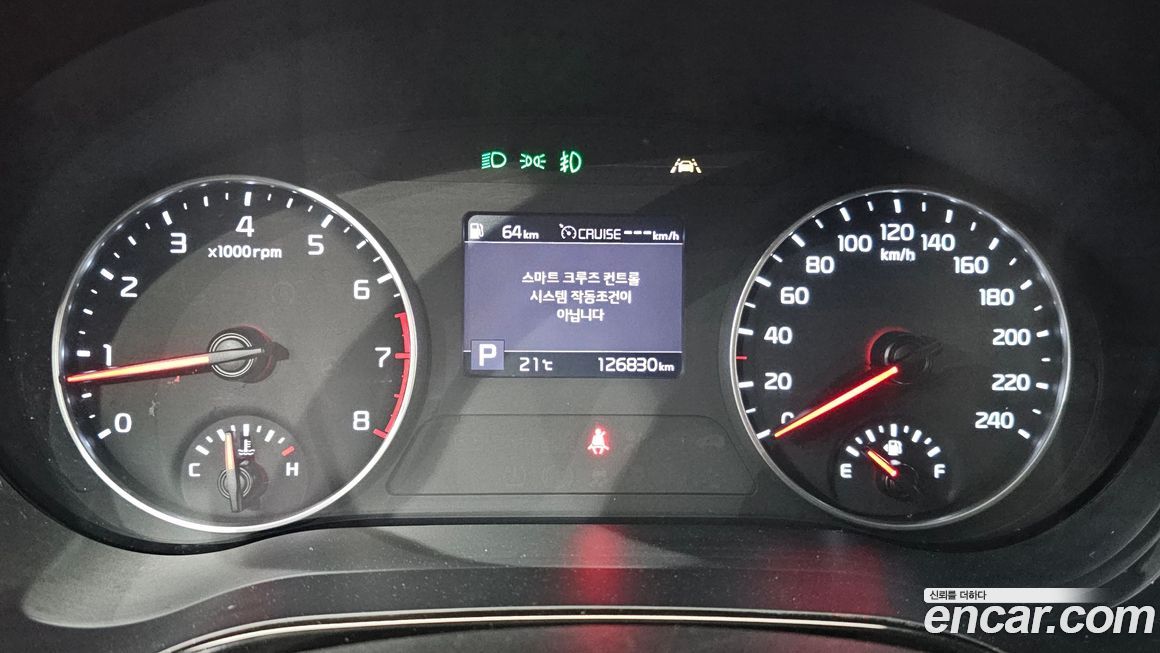 64km CRUISE---km/h
스마트 크루즈 컨트롤
시스템 작동조건이
아닙니다
P 21℃ 126830km
0 1 2 3 4 5 6 7 8
x1000rpm
C H
0 20 40 60 80 100 120 140 160 180 200 220 240
km/h
E F
신뢰를 더하다
encar.com